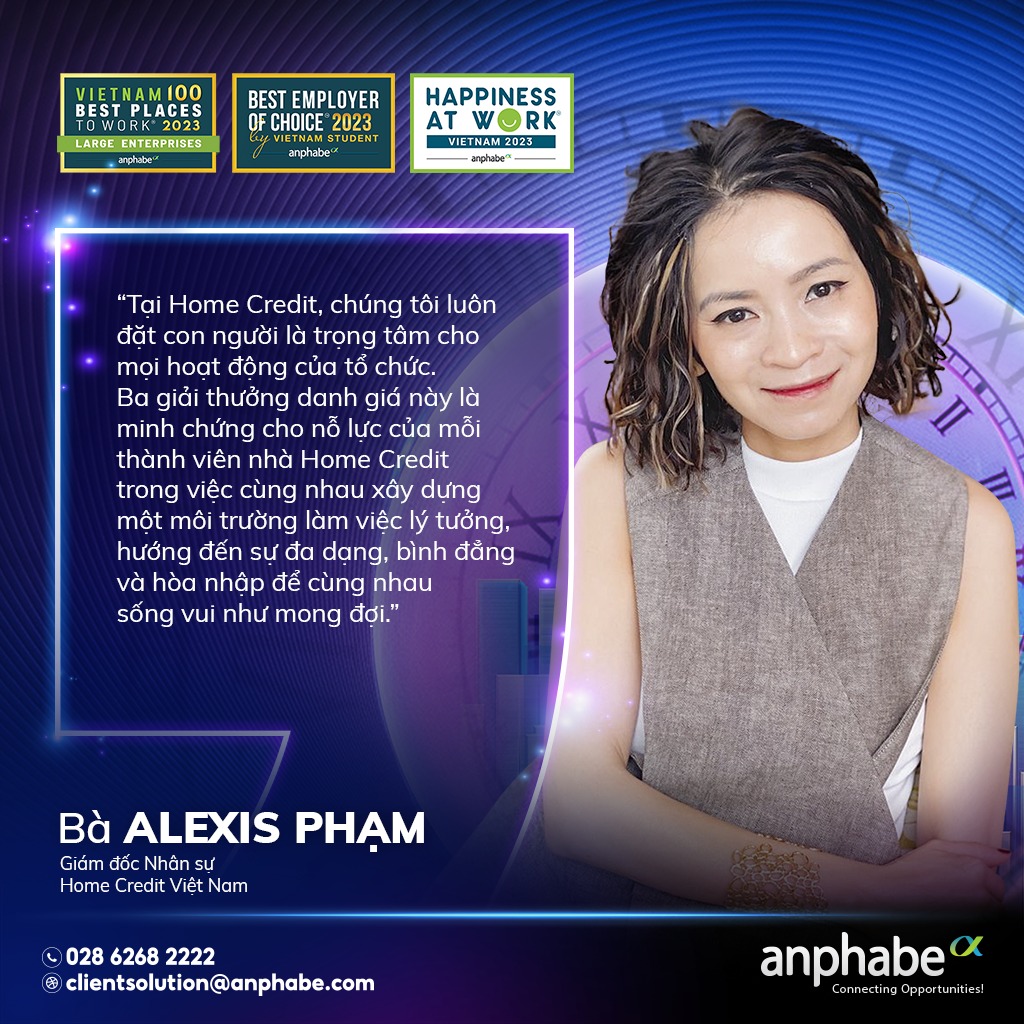 VIETNAM 100
BEST PLACES
TO WORK® 2023
LARGE ENTERPRISES
anphabe
BEST EMPLOYER
OF CHOICE® 2023
by VIETNAM STUDENT
anphabe
HAPPINESS
AT WORK®
VIETNAM 2023
anphabe
“Tại Home Credit, chúng tôi luôn
đặt con người là trọng tâm cho
mọi hoạt động của tổ chức.
Ba giải thưởng danh giá này là
minh chứng cho nỗ lực của mỗi
thành viên nhà Home Credit
trong việc cùng nhau xây dựng
một môi trường làm việc lý tưởng,
hướng đến sự đa dạng, bình đẳng
và hòa nhập để cùng nhau
sống vui như mong đợi.”
Bà ALEXIS PHẠM
Giám đốc Nhân sự
Home Credit Việt Nam
028 6268 2222
clientsolution@anphabe.com
anphabe
Connecting Opportunities!
II
III
IX
XI